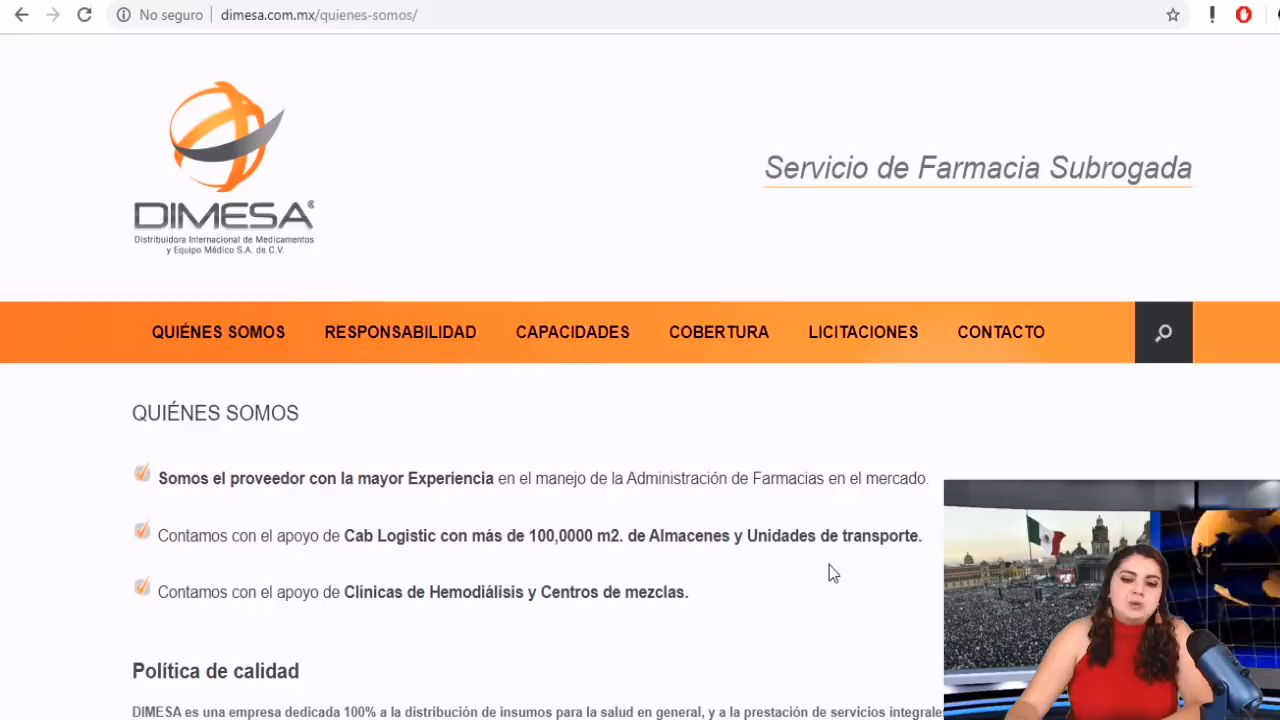 No seguro
dimesa.com.mx/quienes-somos/
DIMESA®
Distribuidora Internacional de Medicamentos
y Equipo Médico S.A. de C.V.
Servicio de Farmacia Subrogada
QUIÉNES SOMOS RESPONSABILIDAD CAPACIDADES COBERTURA LICITACIONES CONTACTO
QUIÉNES SOMOS
Somos el proveedor con la mayor Experiencia en el manejo de la Administración de Farmacias en el mercado.
Contamos con el apoyo de Cab Logistic con más de 100,0000 m2. de Almacenes y Unidades de transporte.
Contamos con el apoyo de Clínicas de Hemodiálisis y Centros de mezclas.
Política de calidad
DIMESA es una empresa dedicada 100% a la distribución de insumos para la salud en general, y a la prestación de servicios integrale